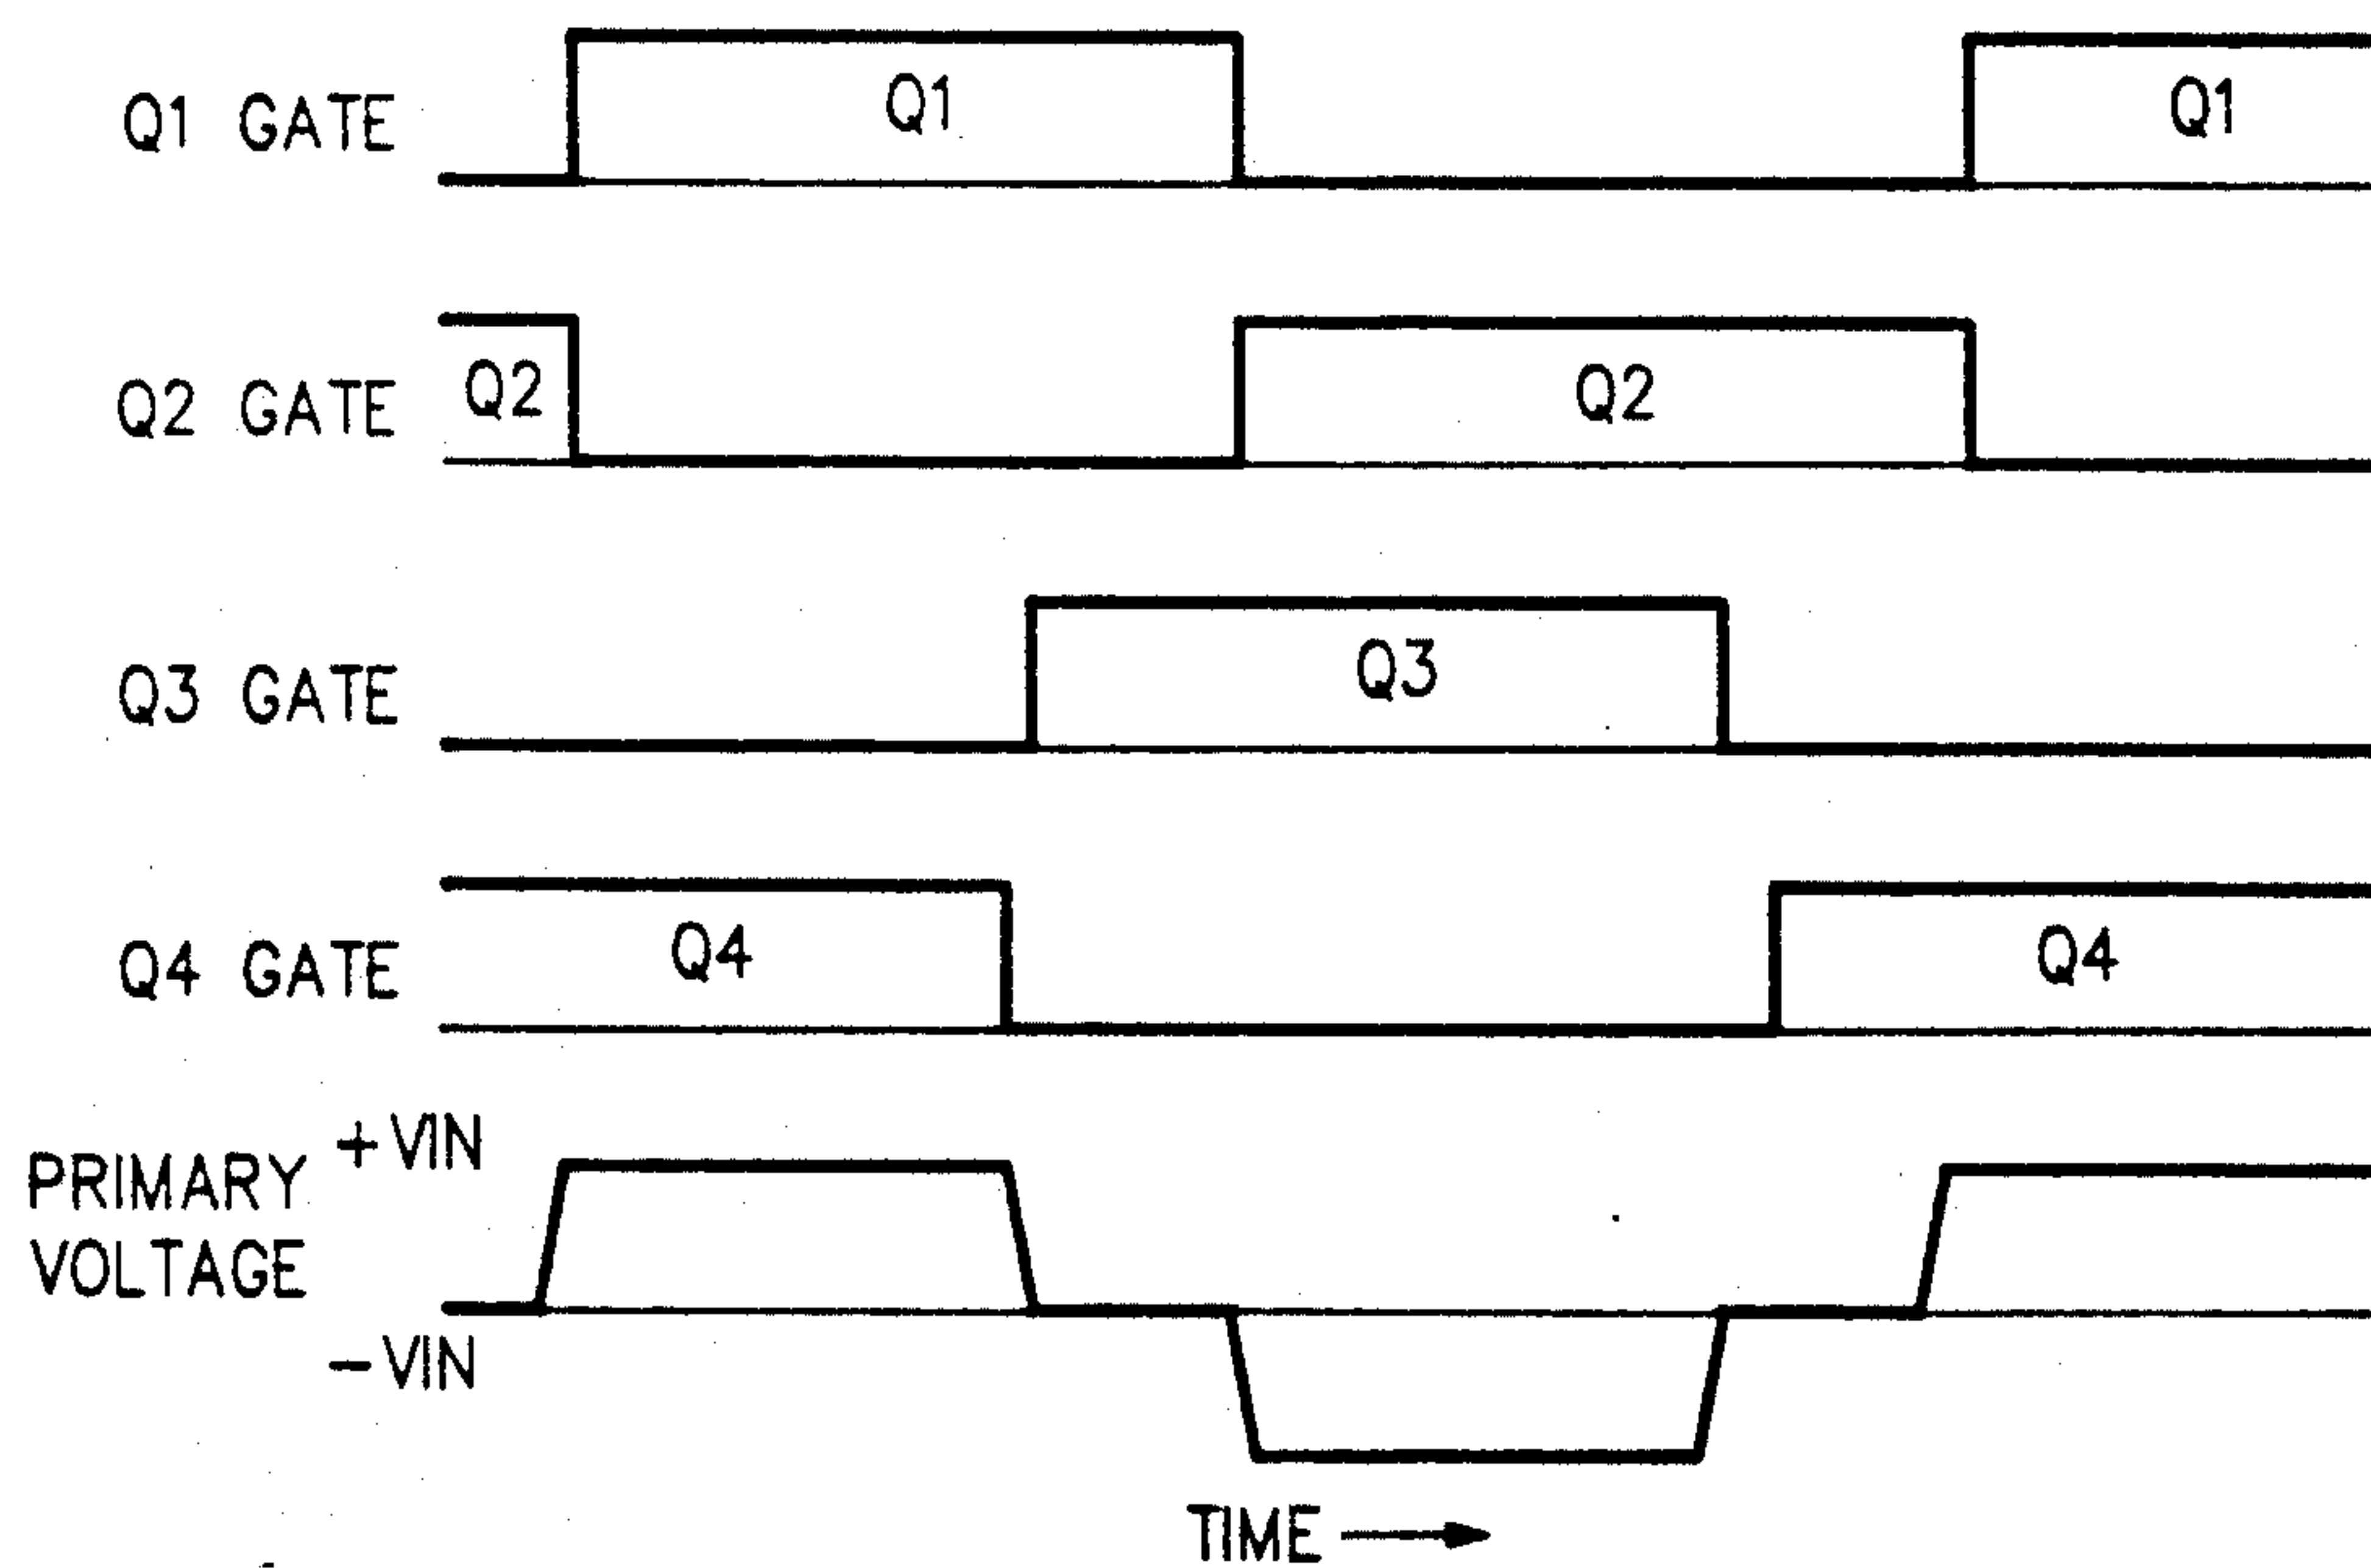 Q1 GATE Q1 Q1
Q2 GATE Q2 Q2
Q3 GATE Q3
Q4 GATE Q4 Q4
+VIN
PRIMARY
VOLTAGE
-VIN
TIME